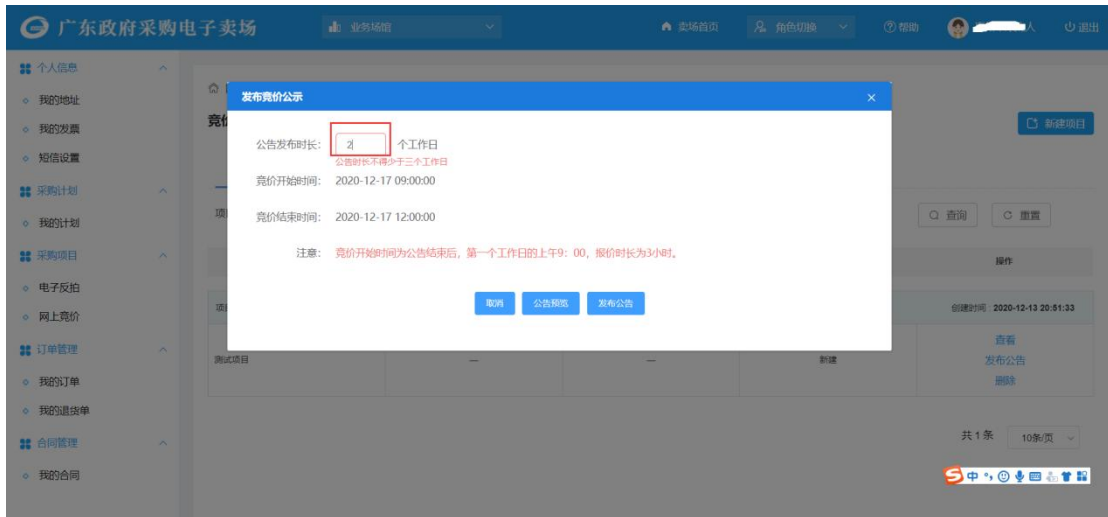 广东政府采购电子卖场
业务场馆
卖场首页
角色切换
帮助
人
退出
个人信息
我的地址
我的发票
短信设置
采购计划
我的计划
采购项目
电子反拍
网上竞价
订单管理
我的订单
我的退货单
合同管理
我的合同
竞价
新建项目
发布竞价公示
×
公告发布时长： 2 个工作日
公告时长不得少于三个工作日
竞价开始时间： 2020-12-17 09:00:00
竞价结束时间： 2020-12-17 12:00:00
注意： 竞价开始时间为公告结束后，第一个工作日的上午9：00，报价时长为3小时。
取消 公告预览 发布公告
项
查询 重置
操作
项
创建时间：2020-12-13 20:51:33
测试项目 — — 新建
查看
发布公告
删除
共 1 条 10条/页
中